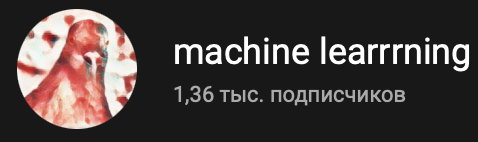 machine learrrning
1,36 тыс. подписчиков